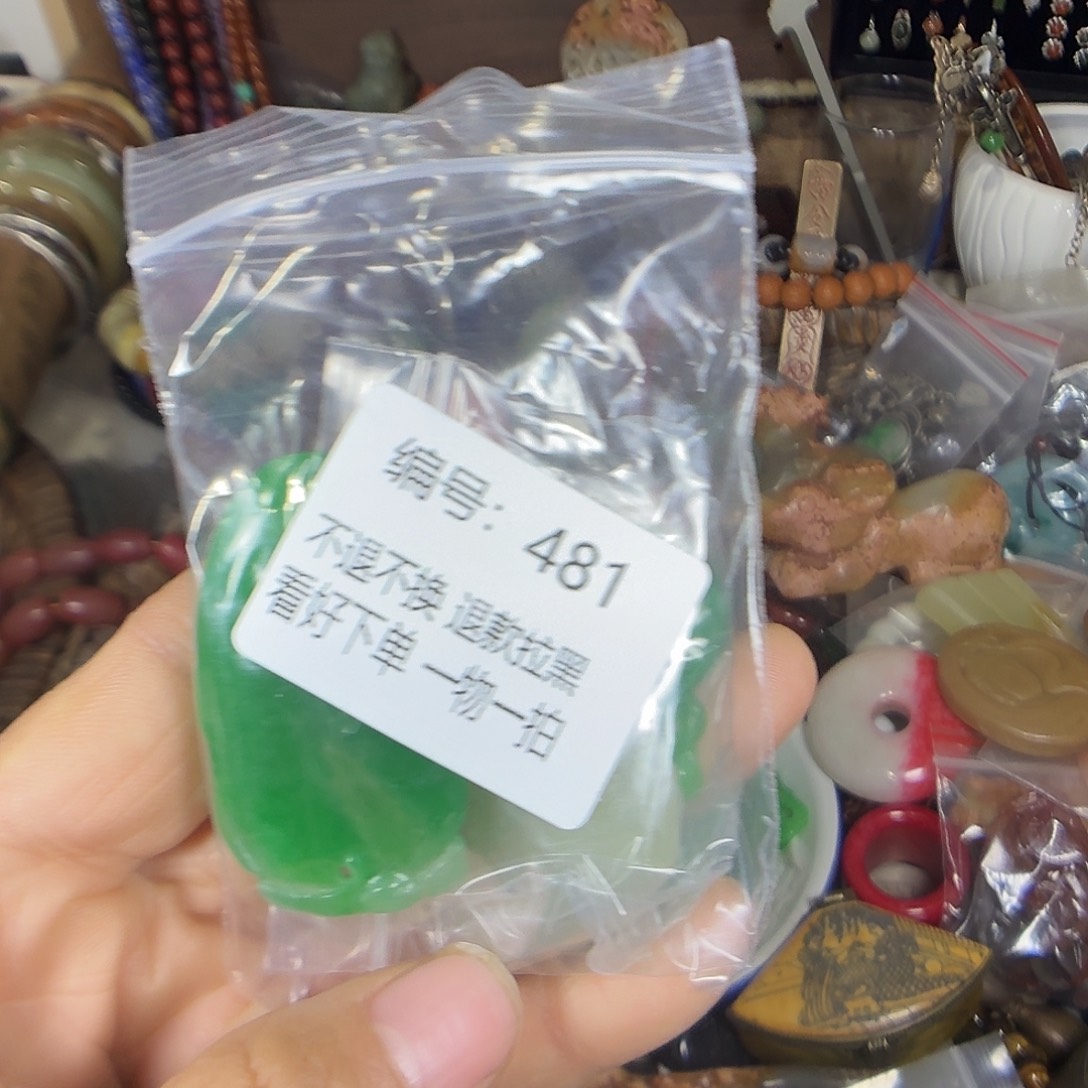 编号： 481
不退不换 退款拉黑
看好下单 一物一拍